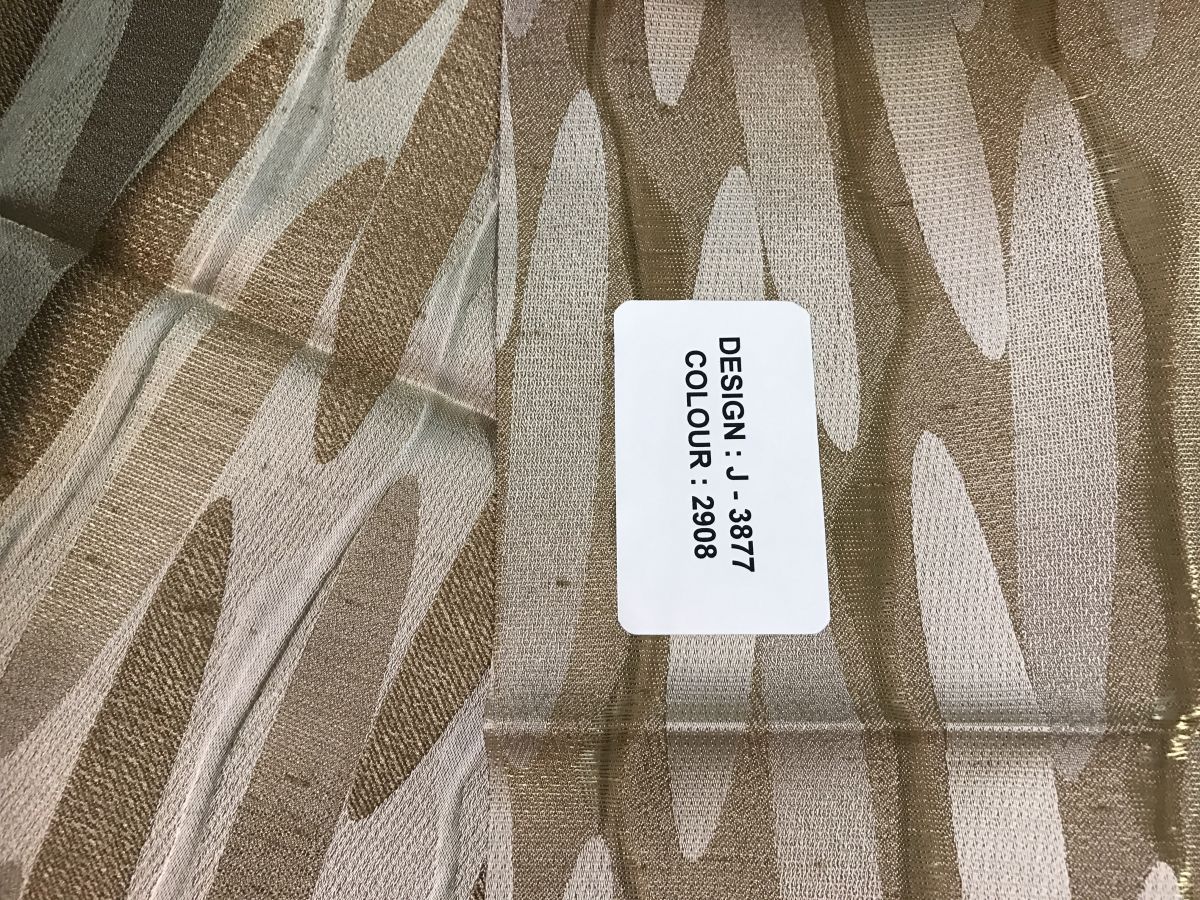 DESIGN : J - 3877
COLOUR : 2908